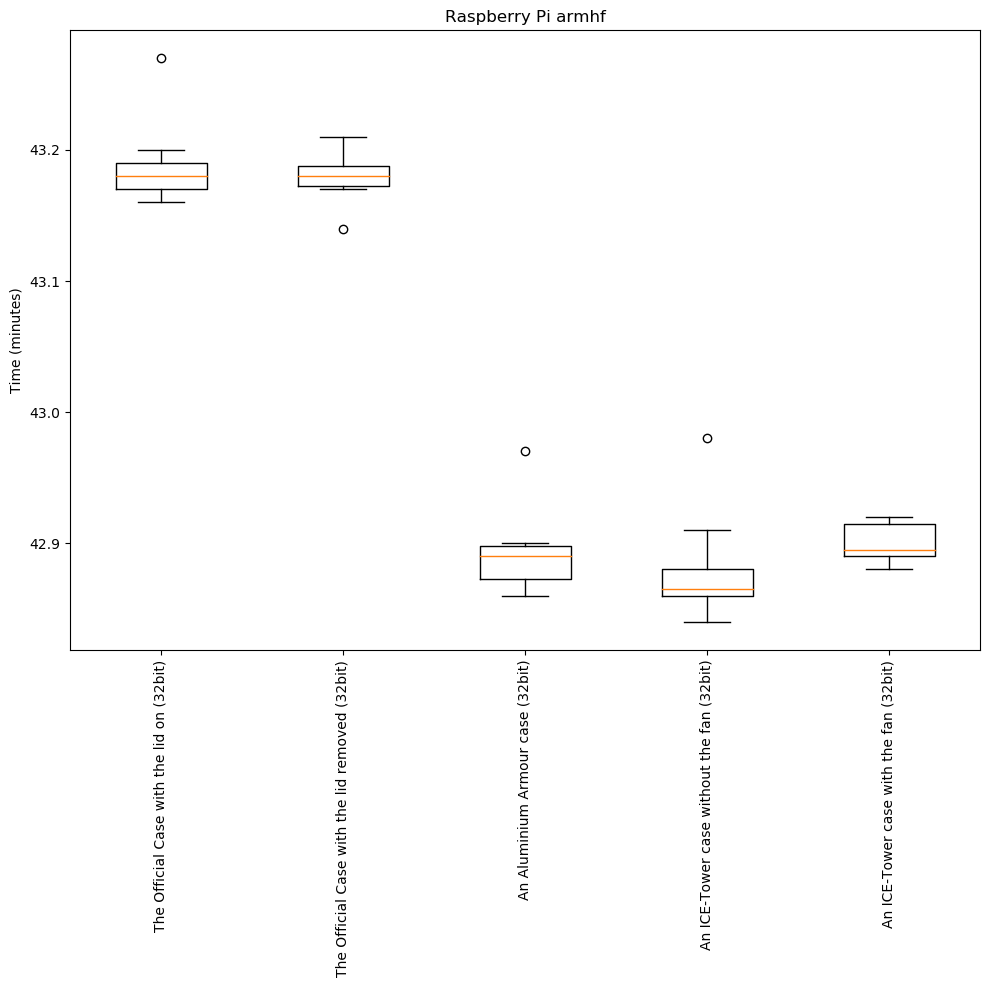 Raspberry Pi armhf
Time (minutes)
43.2
43.1
43.0
42.9
The Official Case with the lid on (32bit)
The Official Case with the lid removed (32bit)
An Aluminium Armour case (32bit)
An ICE-Tower case without the fan (32bit)
An ICE-Tower case with the fan (32bit)